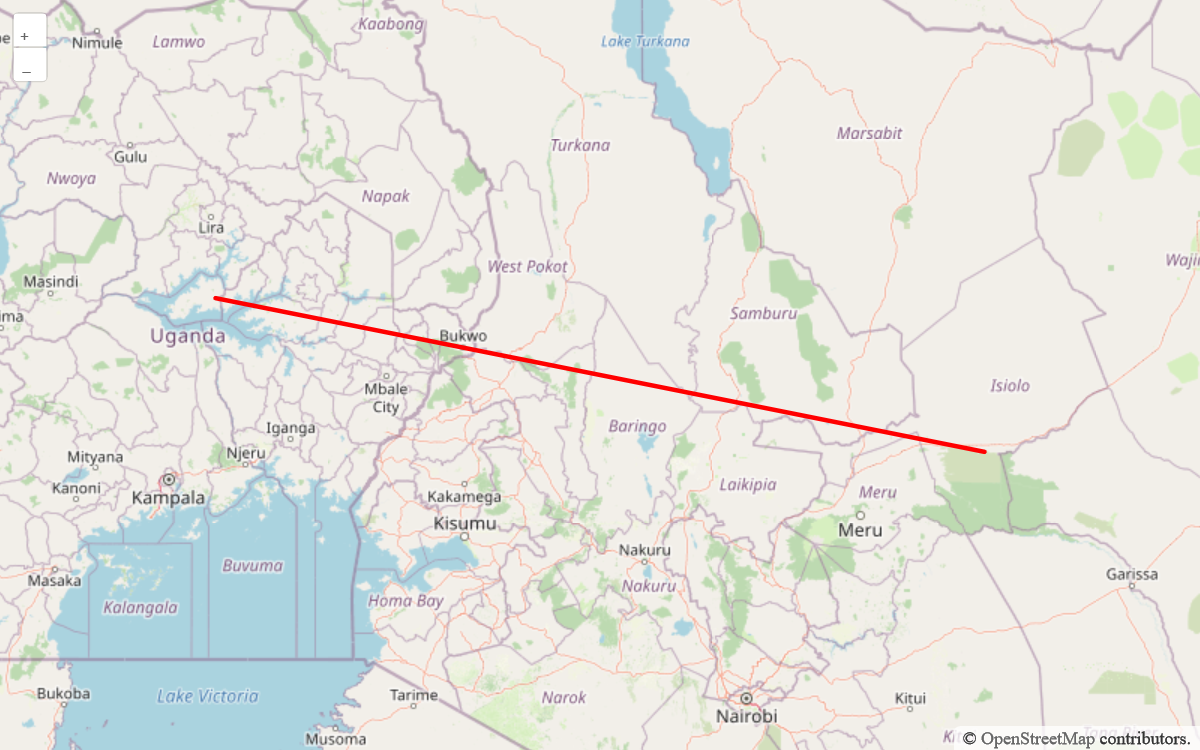 +
−
Nimule
Lamwo
Kaabong
Lake Turkana
Marsabit
Turkana
Gulu
Nwoya
Napak
Lira
West Pokot
Masindi
Samburu
Uganda
Bukwo
Mbale
City
Isiolo
Baringo
Iganga
Njeru
Mityana
Kanoni
Kampala
Kakamega
Kisumu
Laikipia
Meru
Meru
Nakuru
Nakuru
Buvuma
Masaka
Kalangala
Homa Bay
Garissa
Bukoba
Lake Victoria
Tarime
Narok
Kitui
Nairobi
Musoma
© OpenStreetMap contributors.